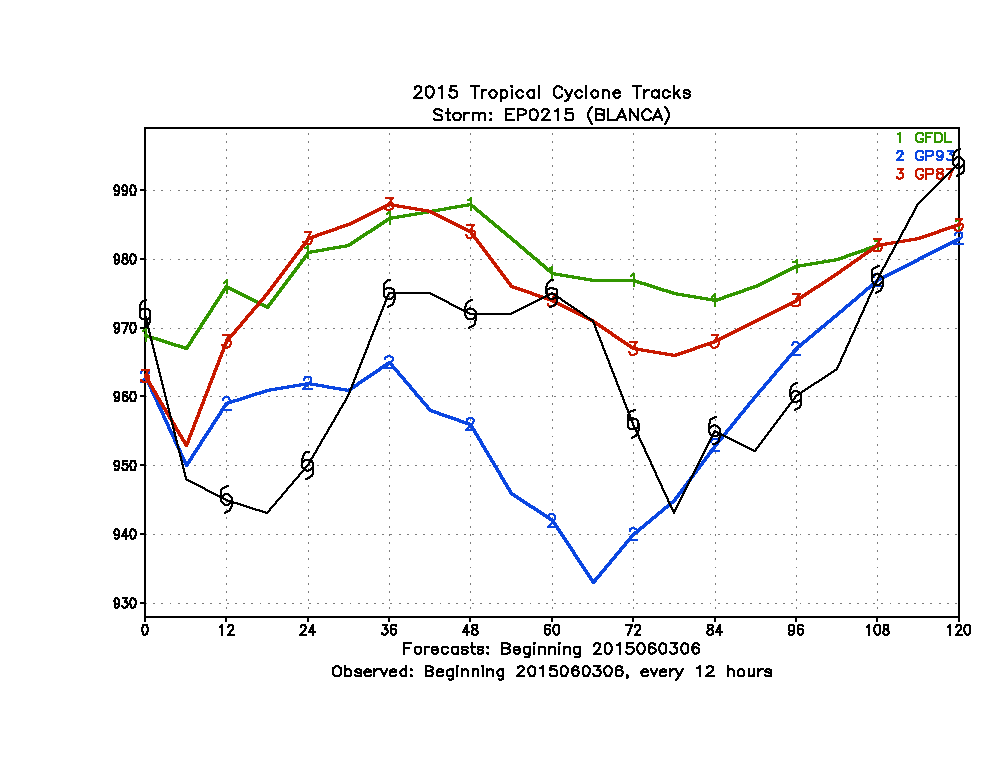 2015 Tropical Cyclone Tracks
Storm: EP0215 (BLANCA)
1 GFDL
2 GP93
3 GP87
990
980
970
960
950
940
930
0 12 24 36 48 60 72 84 96 108 120
Forecasts: Beginning 2015060306
Observed: Beginning 2015060306, every 12 hours